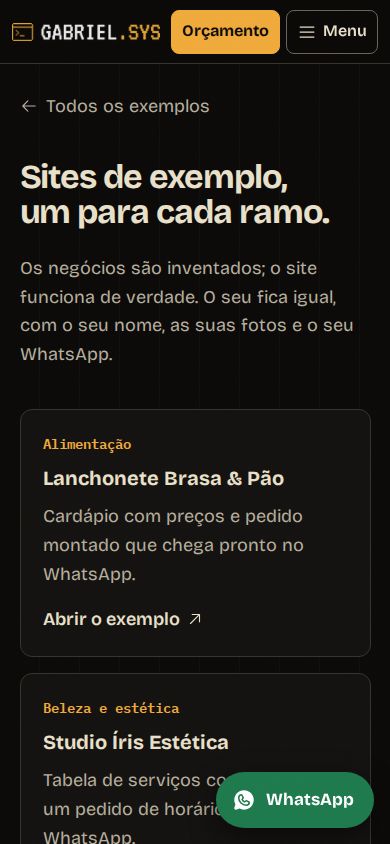 GABRIEL.SYS
Orçamento
Menu
← Todos os exemplos
Sites de exemplo,
um para cada ramo.
Os negócios são inventados; o site
funciona de verdade. O seu fica igual,
com o seu nome, as suas fotos e o seu
WhatsApp.
Alimentação
Lanchonete Brasa & Pão
Cardápio com preços e pedido
montado que chega pronto no
WhatsApp.
Abrir o exemplo ↗
Beleza e estética
Studio Íris Estética
Tabela de serviços
um pedido de
WhatsApp.
WhatsApp